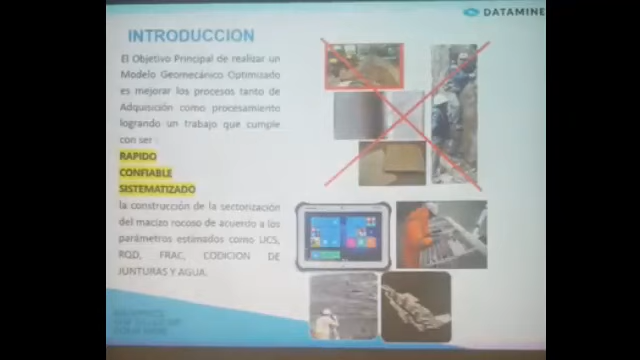 DATAMINE
INTRODUCCION
El Objetivo Principal de realizar un
Modelo Geomecánico Optimizado
es mejorar los procesos tanto de
Adquisición como procesamiento
logrando un trabajo que cumple
con ser :
RAPIDO
CONFIABLE
SISTEMATIZADO
la construcción de la sectorización
del macizo rocoso de acuerdo a los
parámetros estimados como UCS,
RQD, FRAC, CODICION DE
JUNTURAS Y AGUA.